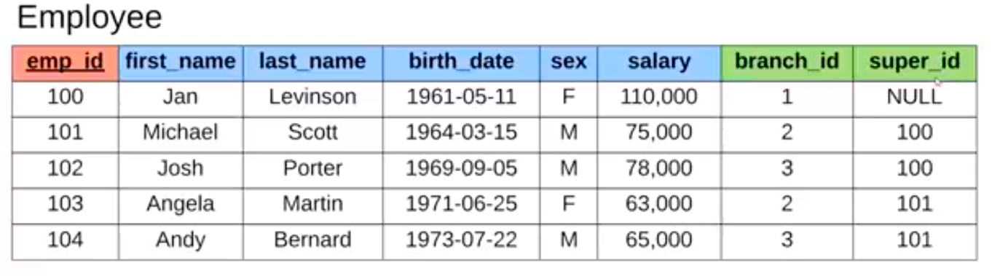 Employee
emp_id first_name last_name birth_date sex salary branch_id super_id
100 Jan Levinson 1961-05-11 F 110,000 1 NULL
101 Michael Scott 1964-03-15 M 75,000 2 100
102 Josh Porter 1969-09-05 M 78,000 3 100
103 Angela Martin 1971-06-25 F 63,000 2 101
104 Andy Bernard 1973-07-22 M 65,000 3 101